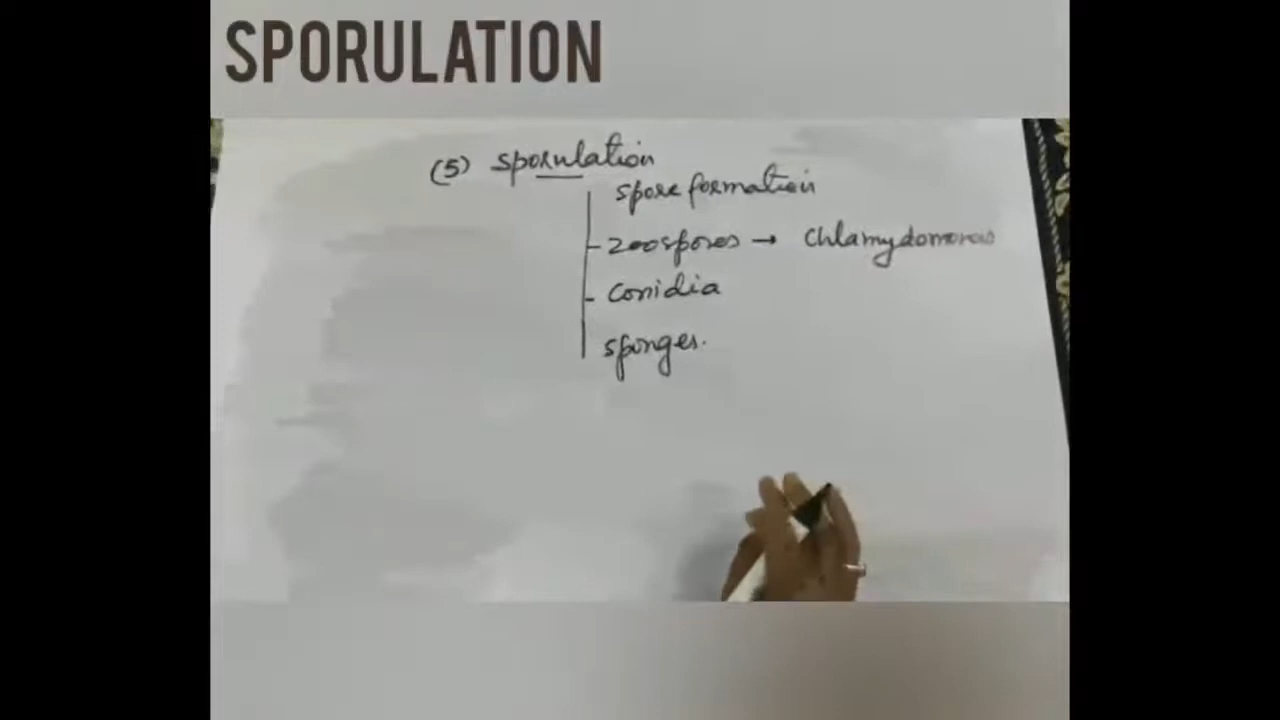 SPORULATION
(5) sporulation
spore formation
- zoospores → Chlamydomonas
- Conidia
sponges.